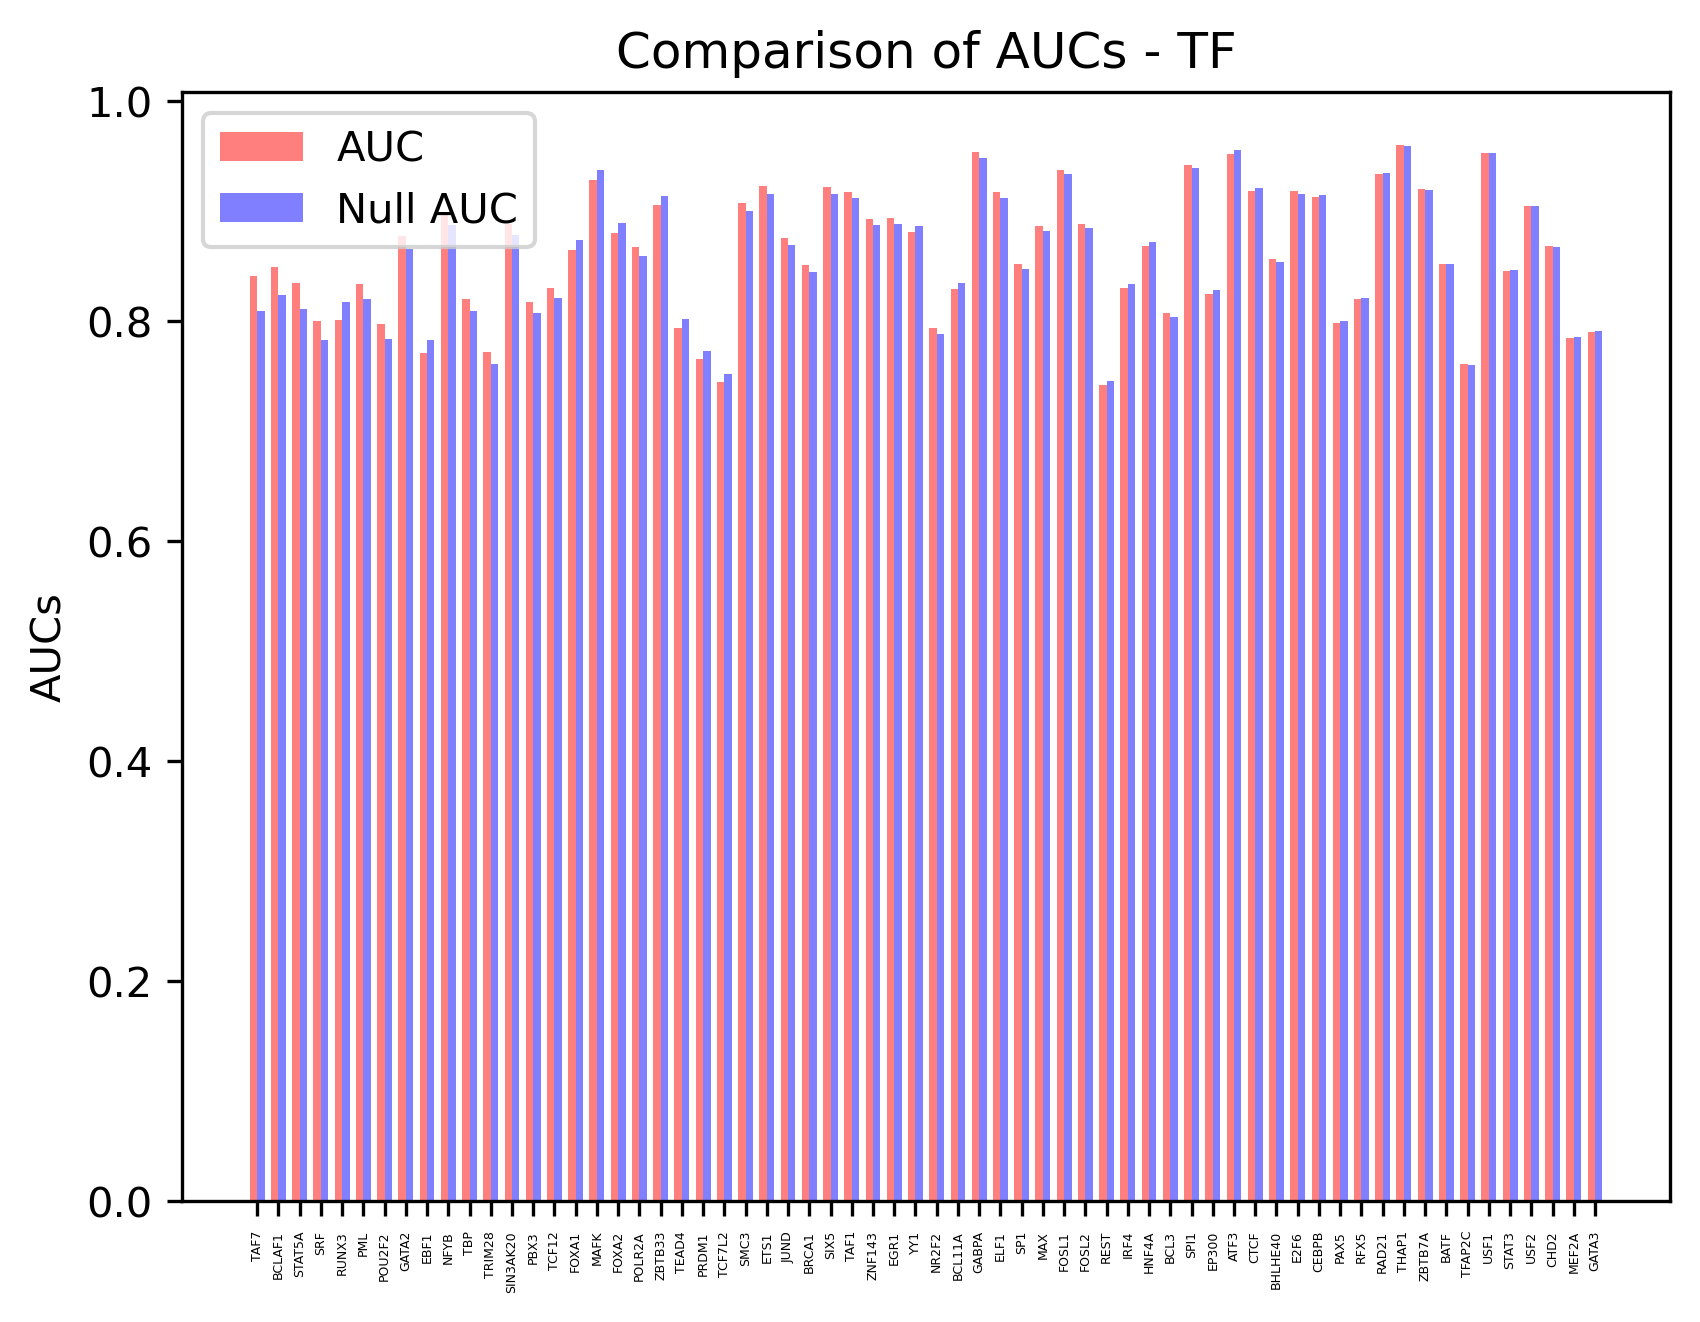 Comparison of AUCs - TF
AUC
Null AUC
AUCs
1.0
0.8
0.6
0.4
0.2
0.0
TAF7
BCLAF1
STAT5A
SRF
RUNX3
PML
POU2F2
GATA2
EBF1
NFYB
TBP
TRIM28
SIN3AK20
PBX3
TCF12
FOXA1
MAFK
FOXA2
POLR2A
ZBTB33
TEAD4
PRDM1
TCF7L2
SMC3
ETS1
JUND
BRCA1
SIX5
TAF1
ZNF143
EGR1
YY1
NR2F2
BCL11A
GABPA
ELF1
SP1
MAX
FOSL1
FOSL2
REST
IRF4
HNF4A
BCL3
SPI1
EP300
ATF3
CTCF
BHLHE40
E2F6
CEBPB
PAX5
RFX5
RAD21
THAP1
ZBTB7A
BATF
TFAP2C
USF1
STAT3
USF2
CHD2
MEF2A
GATA3